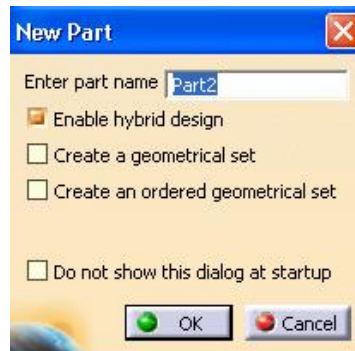 New Part
Enter part name Part2
Enable hybrid design
Create a geometrical set
Create an ordered geometrical set
Do not show this dialog at startup
OK Cancel